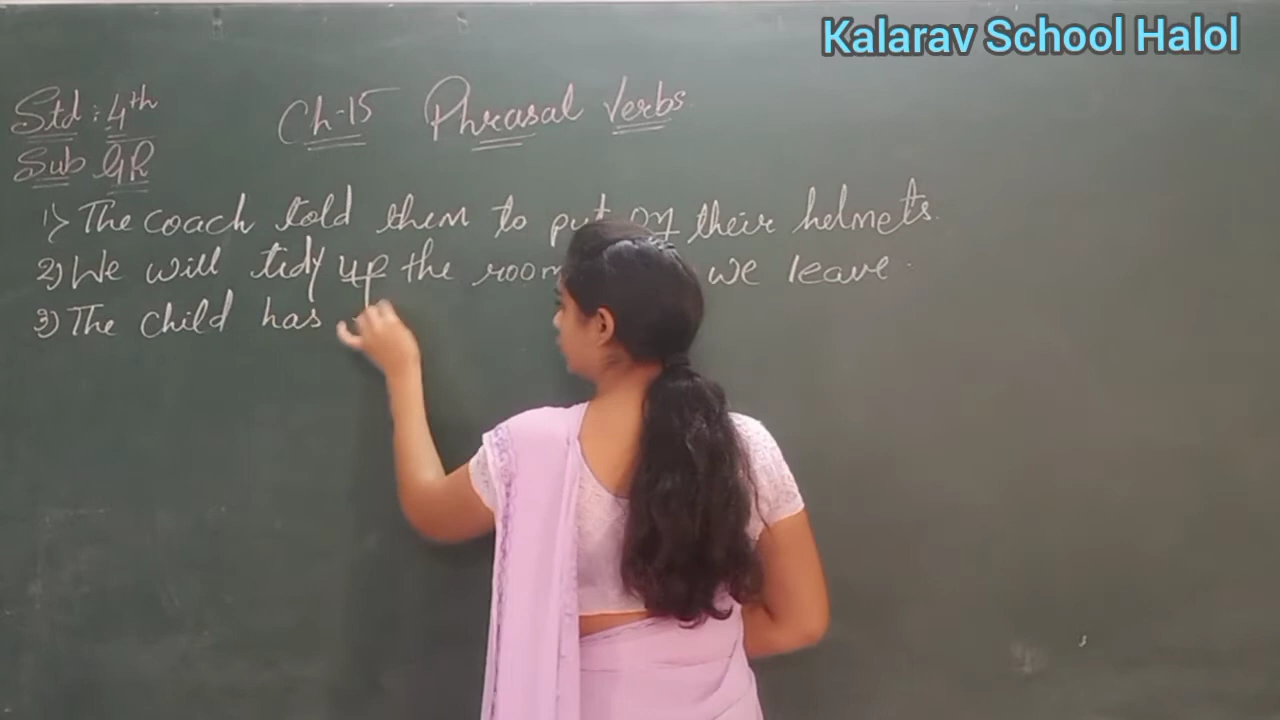 Kalarav School Halol
Std : 4th
Ch-15 Phrasal Verbs
Sub GR
1) The coach told them to put on their helmets.
2) We will tidy up the room we leave.
3) The child has